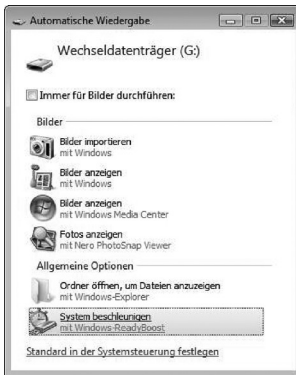 Automatische Wiedergabe
Wechseldatenträger (G:)
Immer für Bilder durchführen:
Bilder
Bilder importieren
mit Windows
Bilder anzeigen
mit Windows
Bilder anzeigen
mit Windows Media Center
Fotos anzeigen
mit Nero PhotoSnap Viewer
Allgemeine Optionen
Ordner öffnen, um Dateien anzuzeigen
mit Windows-Explorer
System beschleunigen
mit Windows-ReadyBoost
Standard in der Systemsteuerung festlegen